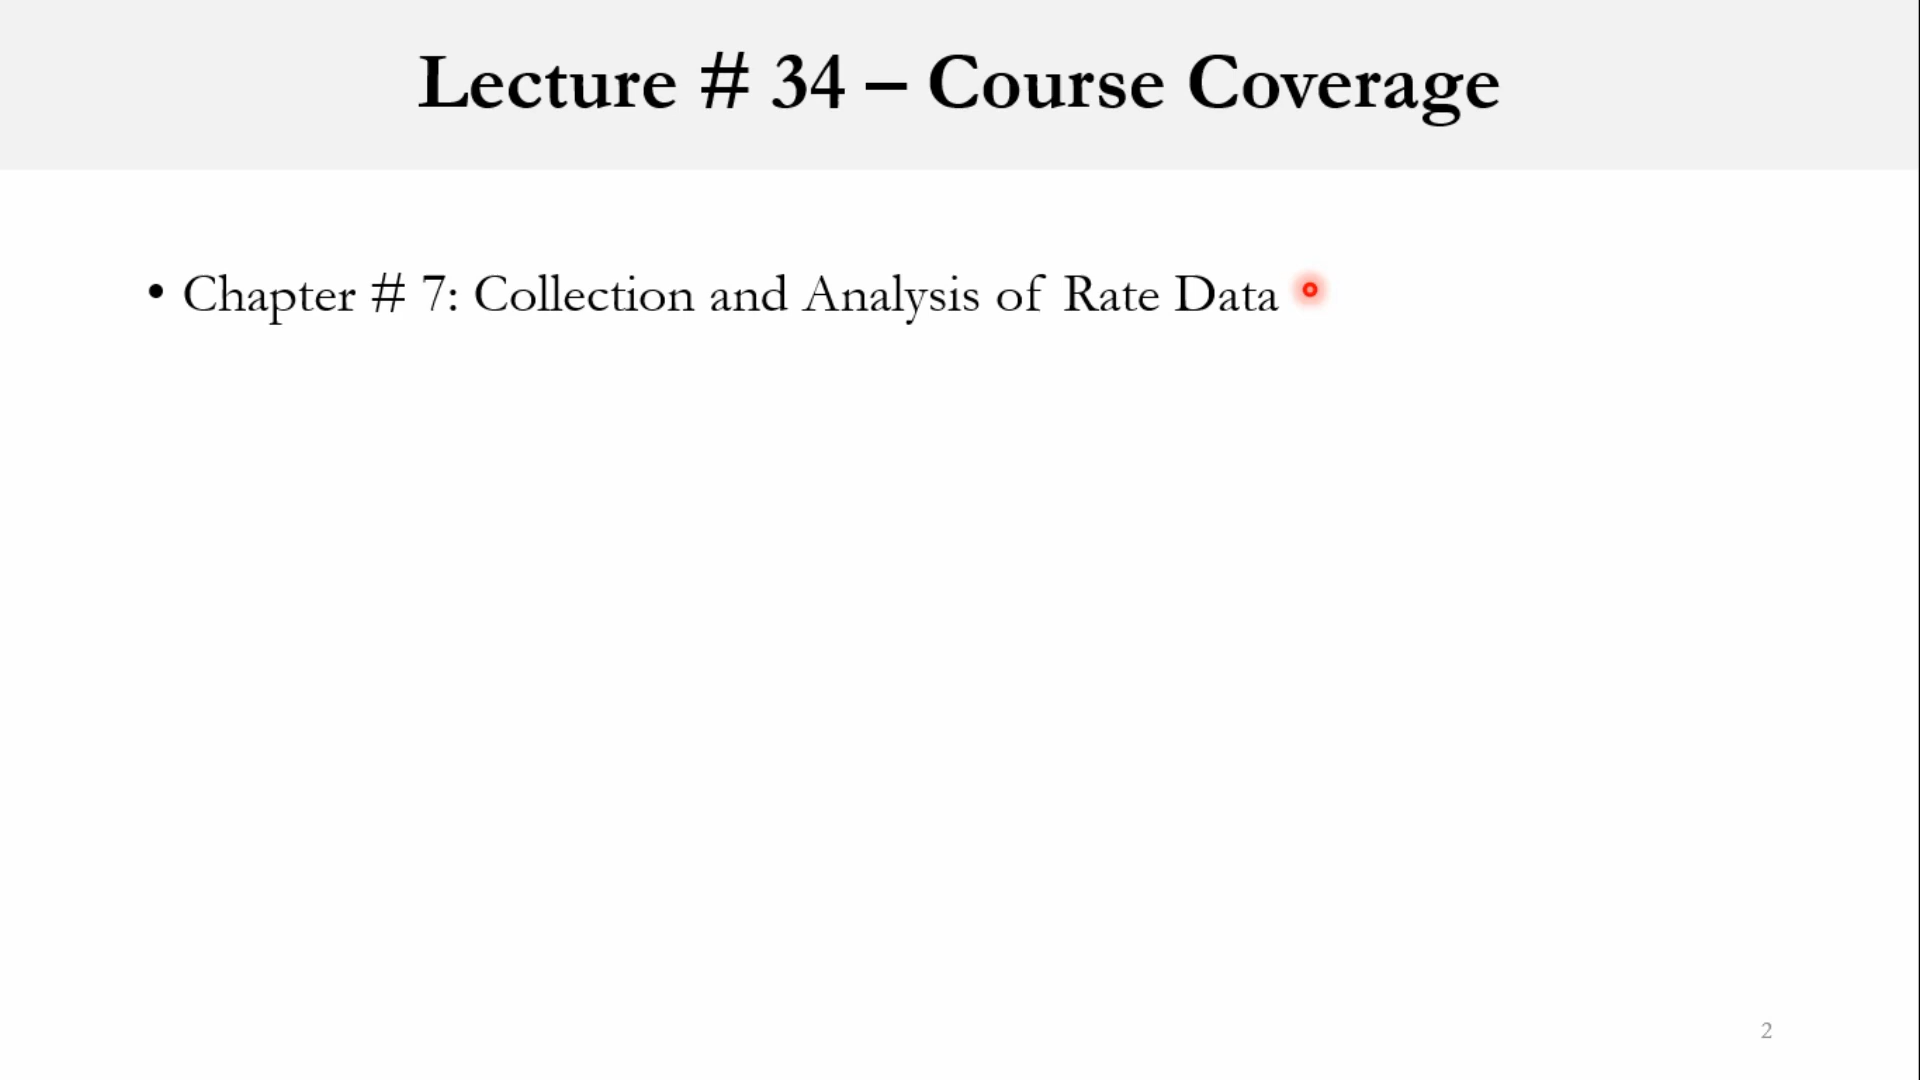 Lecture # 34 – Course Coverage
• Chapter # 7: Collection and Analysis of Rate Data
2